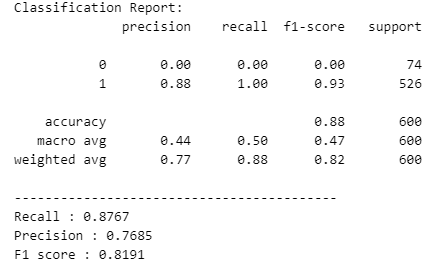 Classification Report:
precision recall f1-score support
0 0.00 0.00 0.00 74
1 0.88 1.00 0.93 526
accuracy 0.88 600
macro avg 0.44 0.50 0.47 600
weighted avg 0.77 0.88 0.82 600
-----------------------------------------
Recall : 0.8767
Precision : 0.7685
F1 score : 0.8191